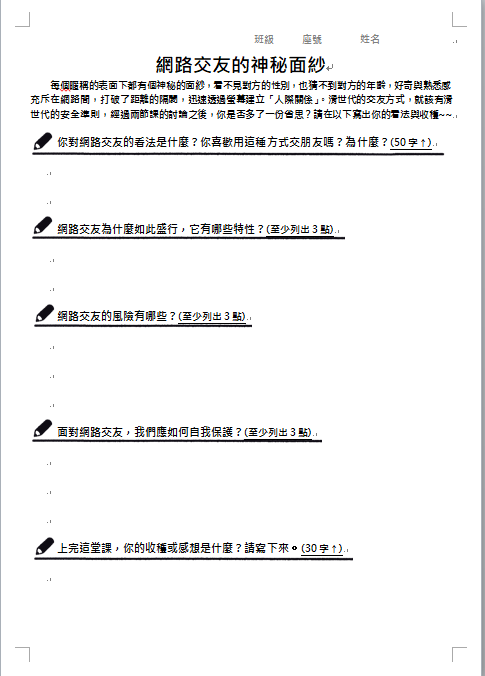 班級 座號 姓名
網路交友的神秘面紗
每個暱稱的表面下都有個神秘的面紗，看不見對方的性別，也猜不到對方的年齡，好奇與熟悉感
充斥在網路間，打破了距離的隔閡，迅速透過螢幕建立「人際關係」。滑世代的交友方式，就該有滑
世代的安全準則，經過兩節課的討論之後，你是否多了一份省思？請在以下寫出你的看法與收穫~~
你對網路交友的看法是什麼？你喜歡用這種方式交朋友嗎？為什麼？(50 字↑)
網路交友為什麼如此盛行，它有哪些特性？(至少列出 3 點)
網路交友的風險有哪些？(至少列出 3 點)
面對網路交友，我們應如何自我保護？(至少列出 3 點)
上完這堂課，你的收穫或感想是什麼？請寫下來。(30 字↑)